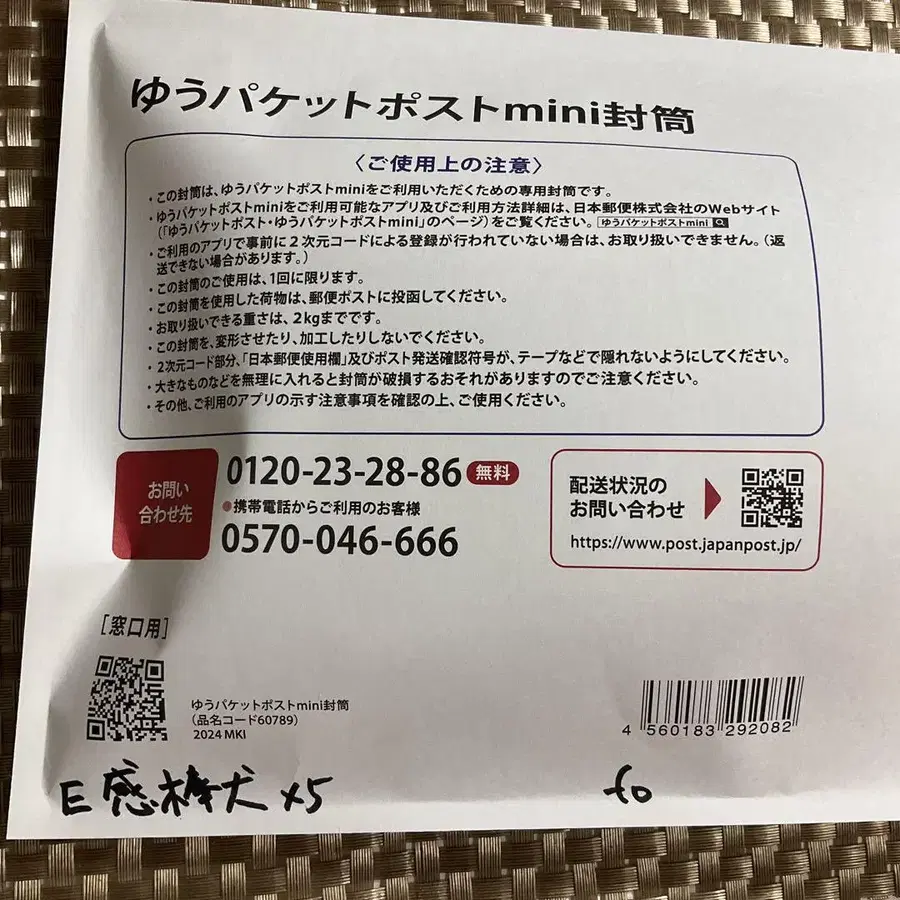 ゆうパケットポストmini封筒
〈ご使用上の注意〉
・この封筒は、ゆうパケットポストminiをご利用いただくための専用封筒です。
・ゆうパケットポストminiをご利用可能なアプリ及びご利用方法詳細は、日本郵便株式会社のWebサイト
（「ゆうパケットポスト・ゆうパケットポストmini」のページ）をご覧ください。 ゆうパケットポストmini
・ご利用のアプリで事前に２次元コードによる登録が行われていない場合は、お取り扱いできません。（返
送できない場合があります。）
・この封筒のご使用は、1回に限ります。
・この封筒を使用した荷物は、郵便ポストに投函してください。
・お取り扱いできる重さは、2kgまでです。
・この封筒を、変形させたり、加工したりしないでください。
・2次元コード部分、「日本郵便使用欄」及びポスト発送確認符号が、テープなどで隠れないようにしてください。
・大きなものなどを無理に入れると封筒が破損するおそれがありますのでご注意ください。
・その他、ご利用のアプリの示す注意事項を確認の上、ご使用ください。
お問い
合わせ先
0120-23-28-86 無料
●携帯電話からご利用のお客様
0570-046-666
配送状況の
お問い合わせ
https://www.post.japanpost.jp/
［窓口用］
ゆうパケットポストmini封筒
（品名コード60789）
2024 MKI
4 560183 292082
E 感 棒犬 ×5